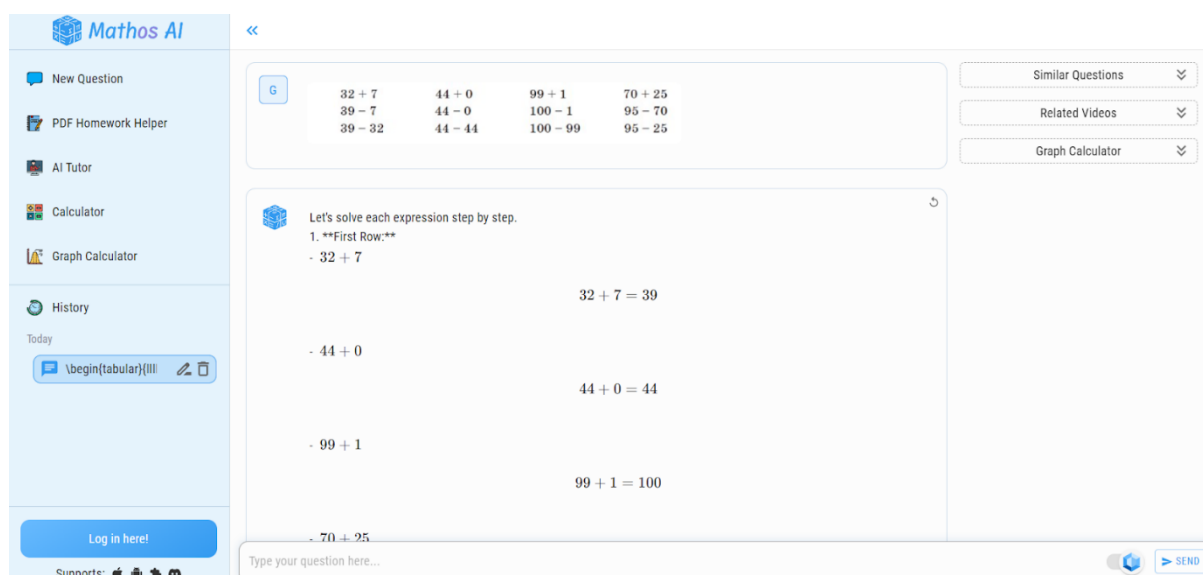 Mathos AI
New Question
PDF Homework Helper
AI Tutor
Calculator
Graph Calculator
History
Today
\begin{tabular}{llll
Log in here!
Supports:
G
32 + 7 44 + 0 99 + 1 70 + 25
39 − 7 44 − 0 100 − 1 95 − 70
39 − 32 44 − 44 100 − 99 95 − 25
Let's solve each expression step by step.
1. **First Row:**
- 32 + 7
32 + 7 = 39
- 44 + 0
44 + 0 = 44
- 99 + 1
99 + 1 = 100
- 70 + 25
Type your question here...
SEND
Similar Questions
Related Videos
Graph Calculator